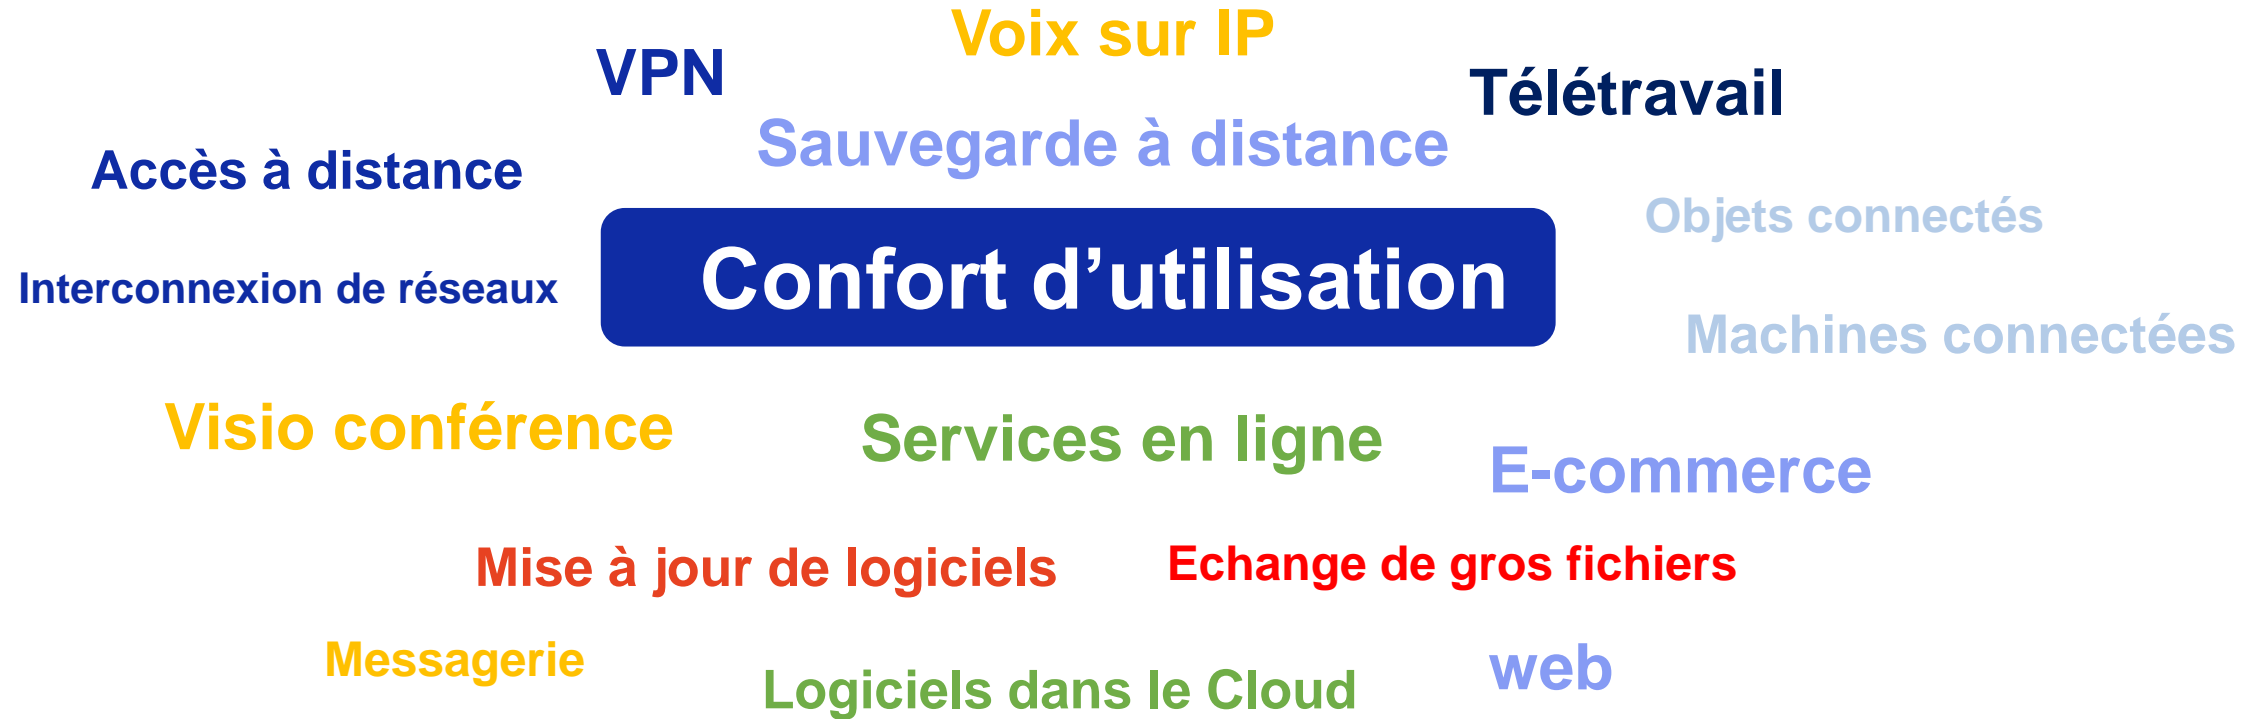 Voix sur IP
VPN
Télétravail
Sauvegarde à distance
Accès à distance
Objets connectés
Confort d’utilisation
Interconnexion de réseaux
Machines connectées
Visio conférence
Services en ligne
E-commerce
Mise à jour de logiciels
Echange de gros fichiers
Messagerie
web
Logiciels dans le Cloud